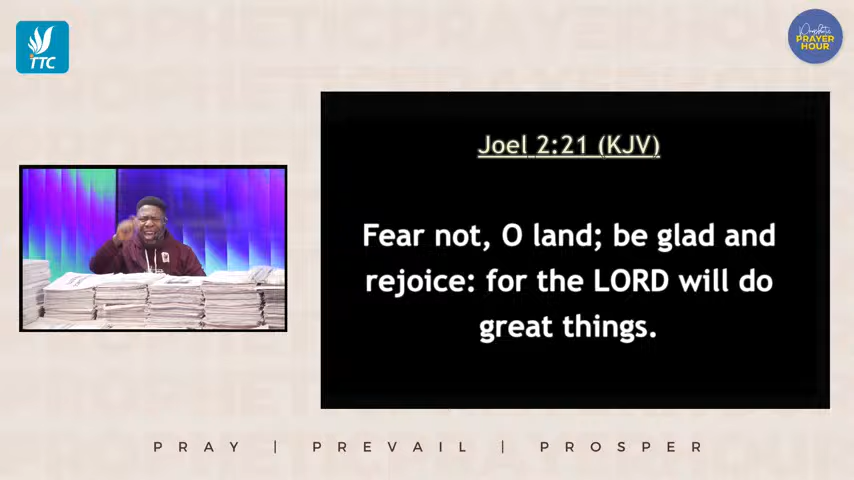 TTC
Prophetic
PRAYER
HOUR
Joel 2:21 (KJV)
Fear not, O land; be glad and
rejoice: for the LORD will do
great things.
PRAY | PREVAIL | PROSPER